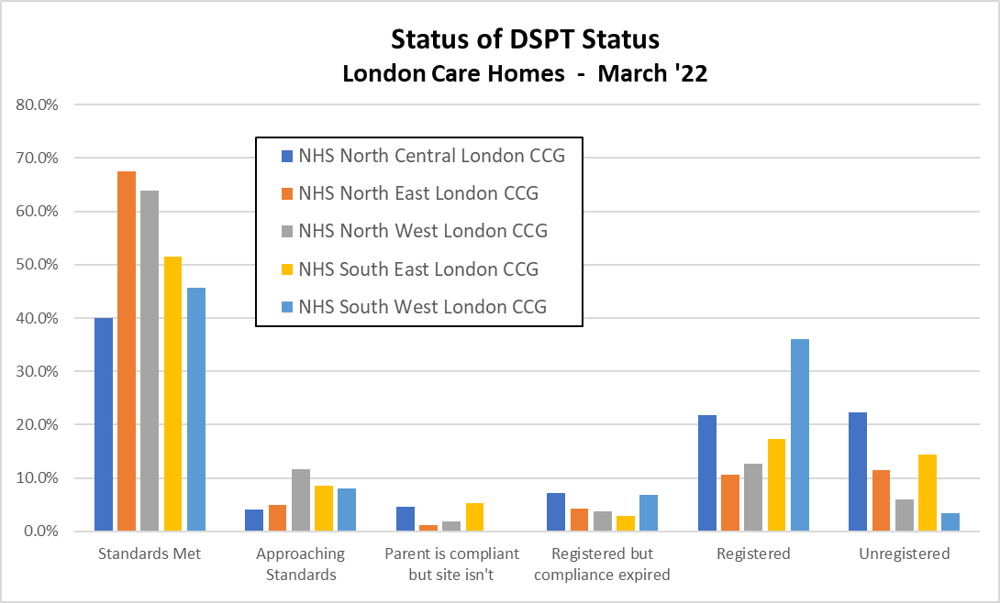 Status of DSPT Status
London Care Homes - March '22
80.0%
70.0%
60.0%
50.0%
40.0%
30.0%
20.0%
10.0%
0.0%
NHS North Central London CCG
NHS North East London CCG
NHS North West London CCG
NHS South East London CCG
NHS South West London CCG
Standards Met
Approaching
Standards
Parent is compliant
but site isn't
Registered but
compliance expired
Registered
Unregistered